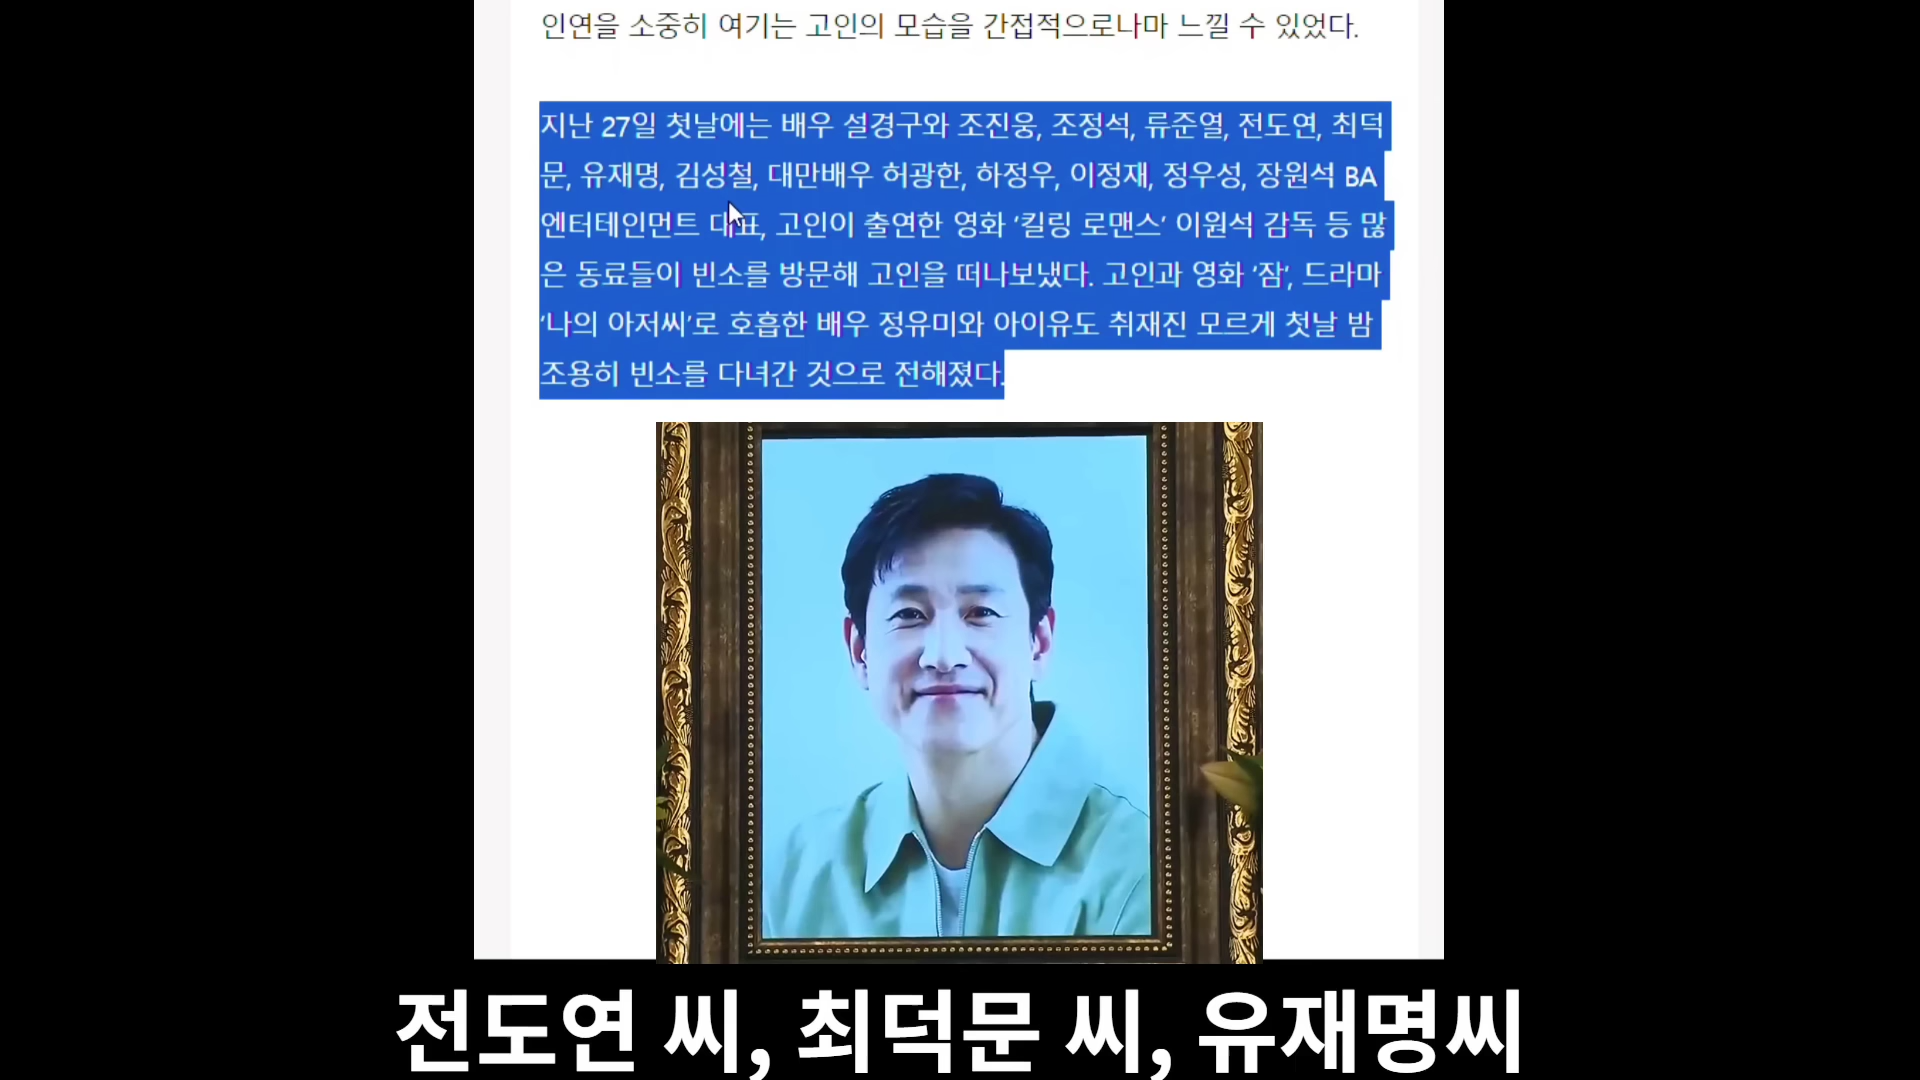 인연을 소중히 여기는 고인의 모습을 간접적으로나마 느낄 수 있었다.
지난 27일 첫날에는 배우 설경구와 조진웅, 조정석, 류준열, 전도연, 최덕
문, 유재명, 김성철, 대만배우 허광한, 하정우, 이정재, 정우성, 장원석 BA
엔터테인먼트 대표, 고인이 출연한 영화 ‘킬링 로맨스’ 이원석 감독 등 많
은 동료들이 빈소를 방문해 고인을 떠나보냈다. 고인과 영화 ‘잠’, 드라마
‘나의 아저씨’로 호흡한 배우 정유미와 아이유도 취재진 모르게 첫날 밤
조용히 빈소를 다녀간 것으로 전해졌다.
전도연 씨, 최덕문 씨, 유재명씨